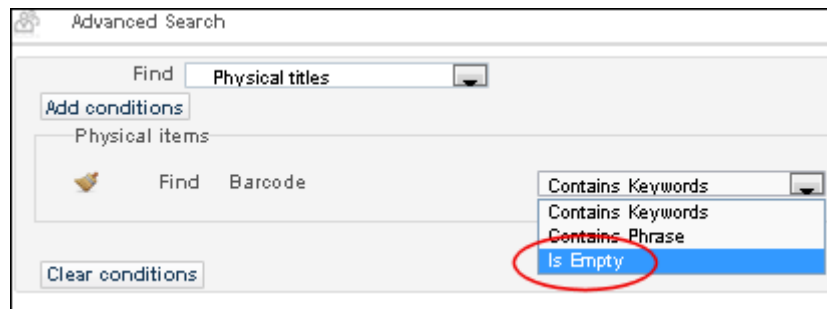 Advanced Search
Find Physical titles
Add conditions
Physical items
Find Barcode Contains Keywords
Contains Keywords
Contains Phrase
Is Empty
Clear conditions